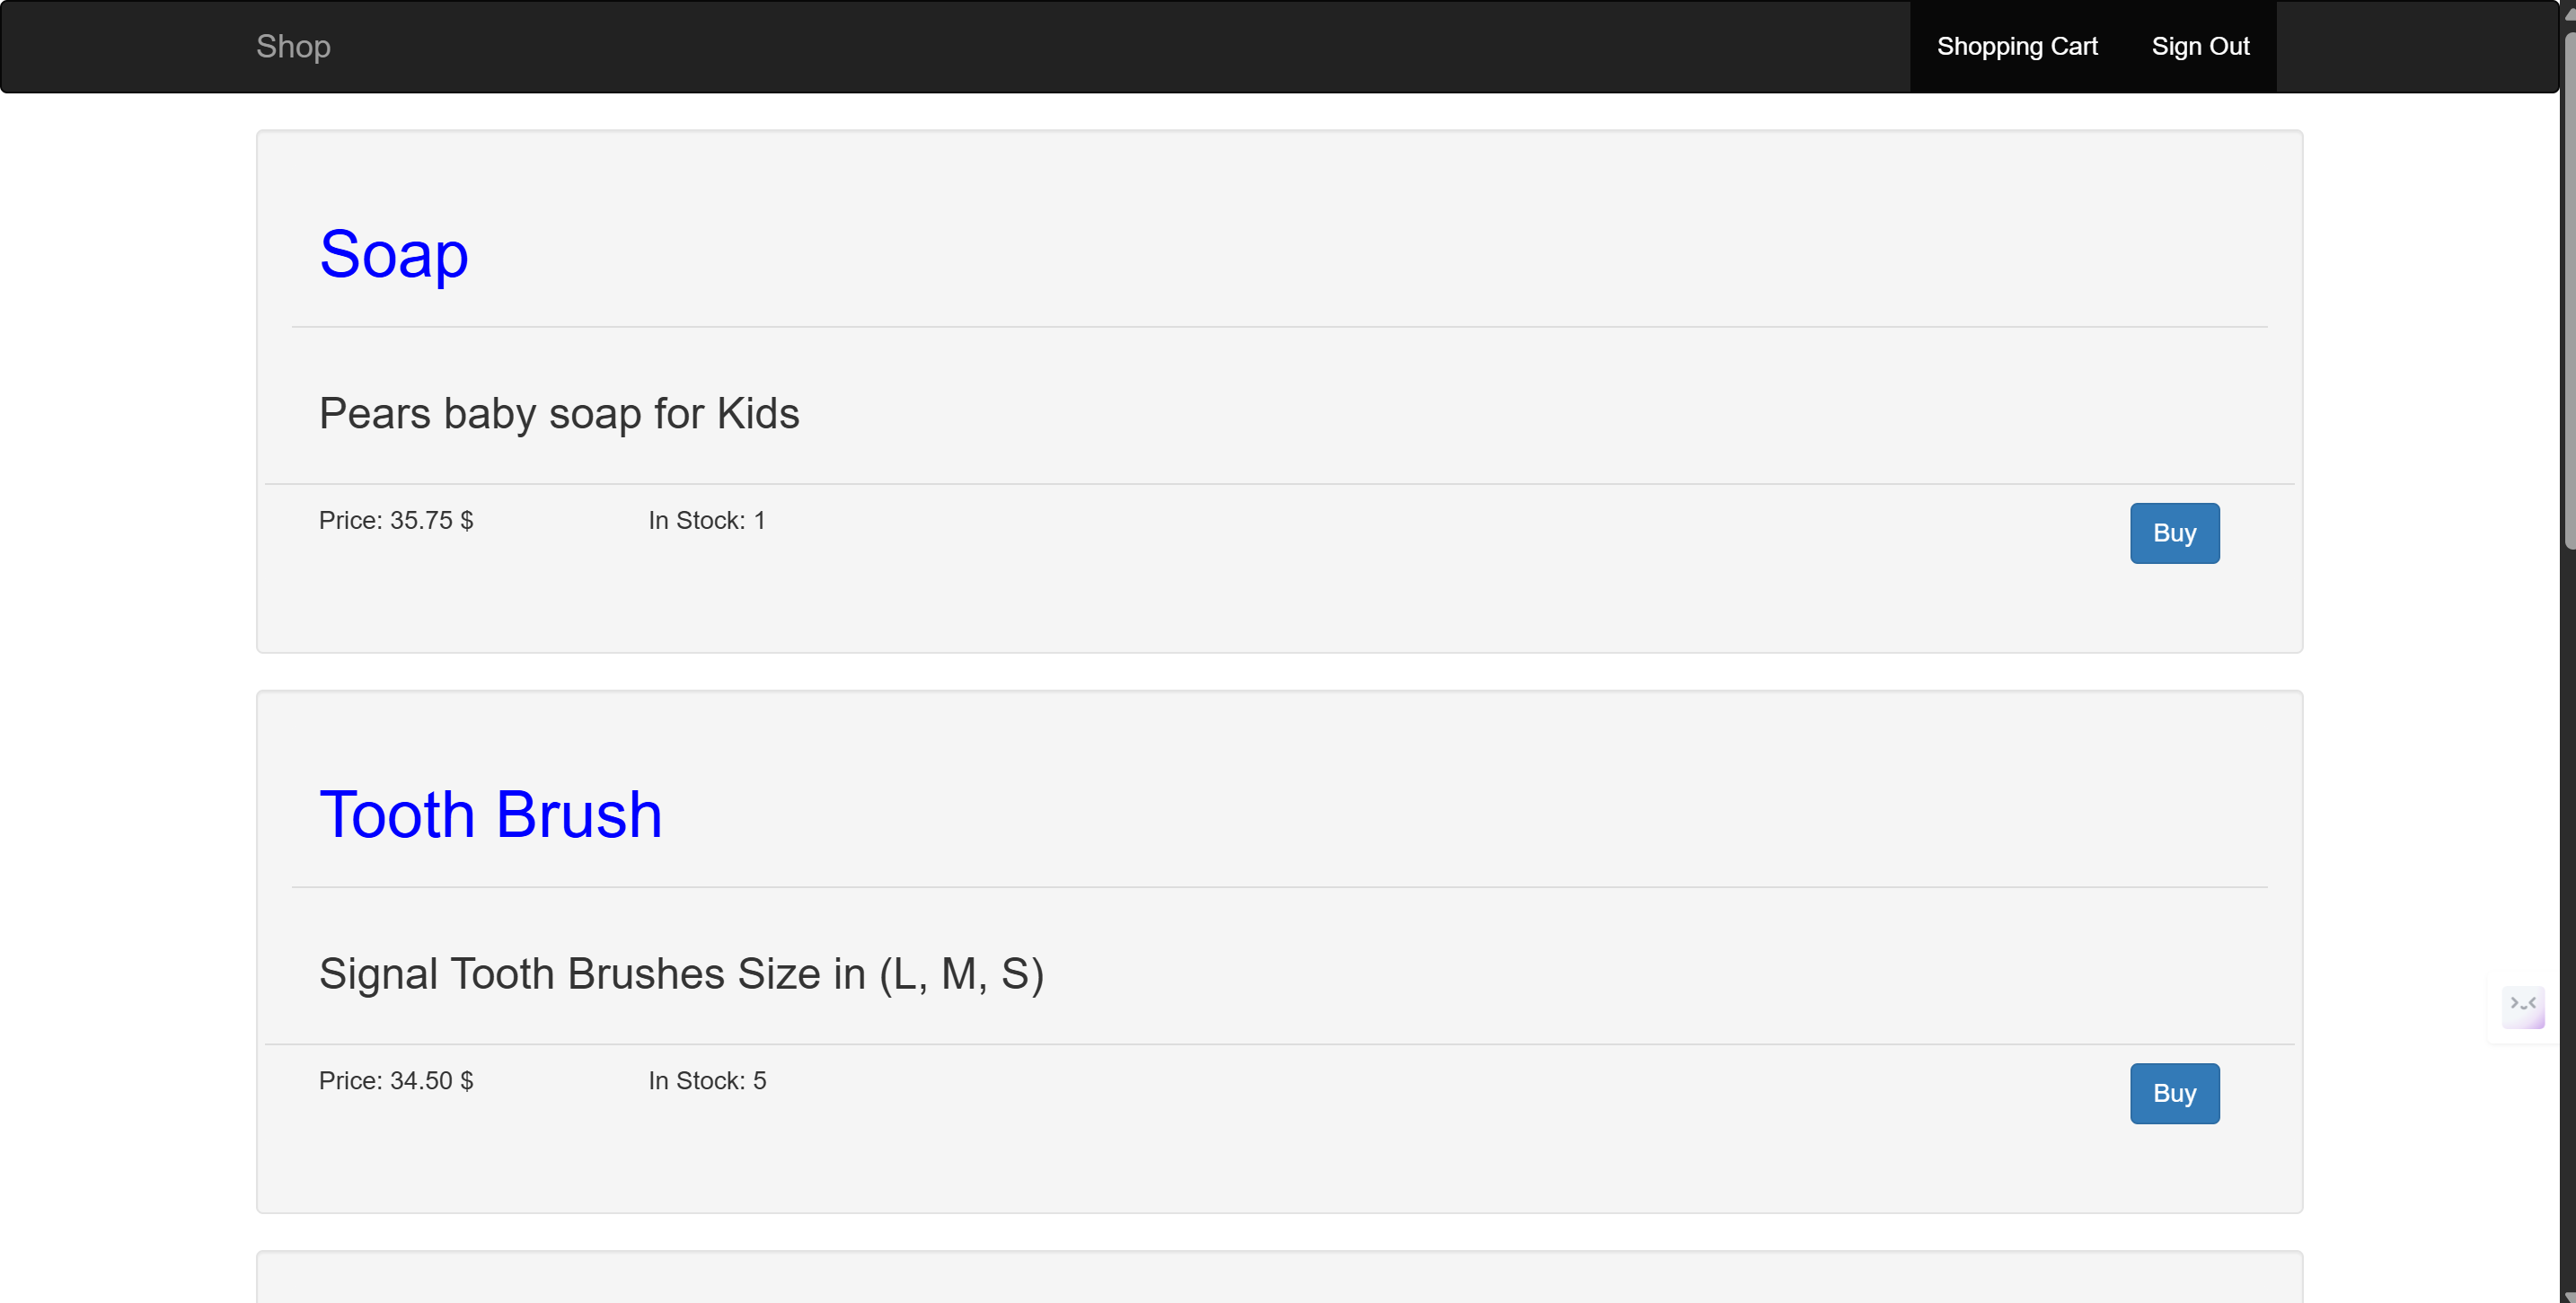 Shop
Shopping Cart
Sign Out
Soap
Pears baby soap for Kids
Price: 35.75 $
In Stock: 1
Buy
Tooth Brush
Signal Tooth Brushes Size in (L, M, S)
Price: 34.50 $
In Stock: 5
Buy